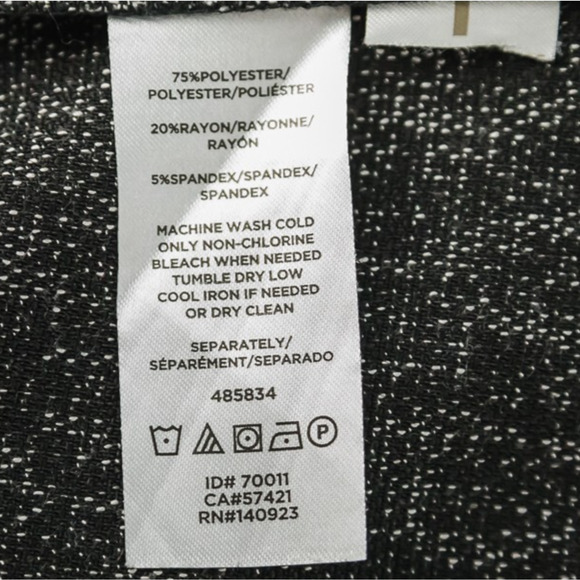 75%POLYESTER/
POLYESTER/POLIÉSTER
20%RAYON/RAYONNE/
RAYÓN
5%SPANDEX/SPANDEX/
SPANDEX
MACHINE WASH COLD
ONLY NON-CHLORINE
BLEACH WHEN NEEDED
TUMBLE DRY LOW
COOL IRON IF NEEDED
OR DRY CLEAN
SEPARATELY/
SÉPARÉMENT/SEPARADO
485834
P
ID# 70011
CA#57421
RN#140923